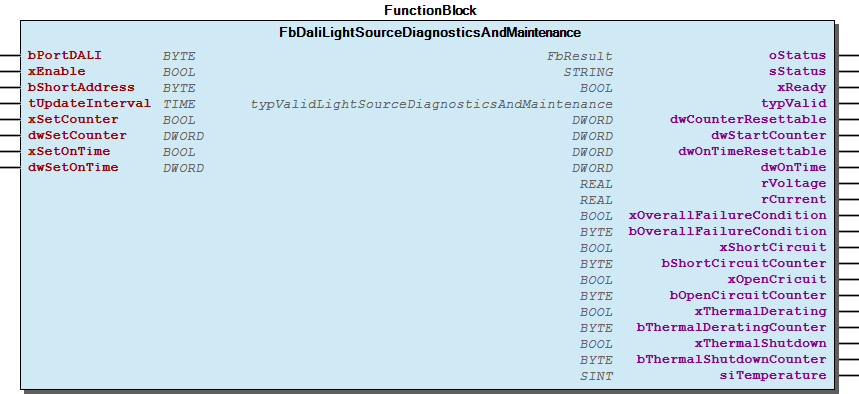 FunctionBlock
FbDaliLightSourceDiagnosticsAndMaintenance
bPortDALI BYTE FbResult oStatus
xEnable BOOL STRING sStatus
bShortAddress BYTE BOOL xReady
tUpdateInterval TIME typValidLightSourceDiagnosticsAndMaintenance typValid
xSetCounter BOOL DWORD dwCounterResettable
dwSetCounter DWORD DWORD dwStartCounter
xSetOnTime BOOL DWORD dwOnTimeResettable
dwSetOnTime DWORD DWORD dwOnTime
REAL rVoltage
REAL rCurrent
BOOL xOverallFailureCondition
BYTE bOverallFailureCondition
BOOL xShortCircuit
BYTE bShortCircuitCounter
BOOL xOpenCricuit
BYTE bOpenCircuitCounter
BOOL xThermalDerating
BYTE bThermalDeratingCounter
BOOL xThermalShutdown
BYTE bThermalShutdownCounter
SINT siTemperature